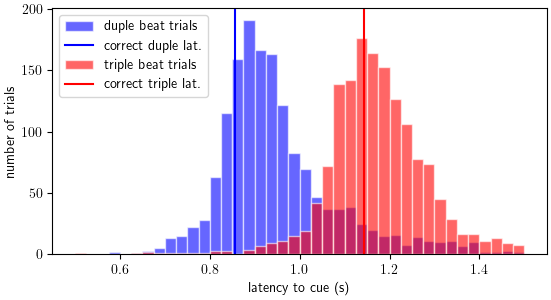 200
150
100
50
0
number of trials
duple beat trials
correct duple lat.
triple beat trials
correct triple lat.
0.6 0.8 1.0 1.2 1.4
latency to cue (s)